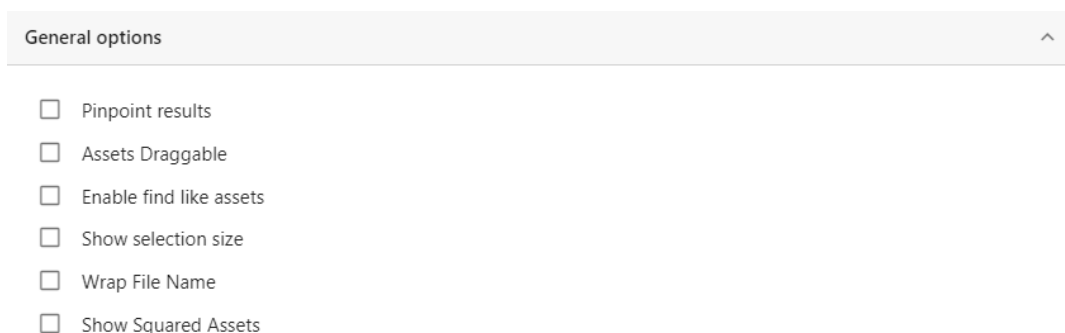 General options
Pinpoint results
Assets Draggable
Enable find like assets
Show selection size
Wrap File Name
Show Squared Assets